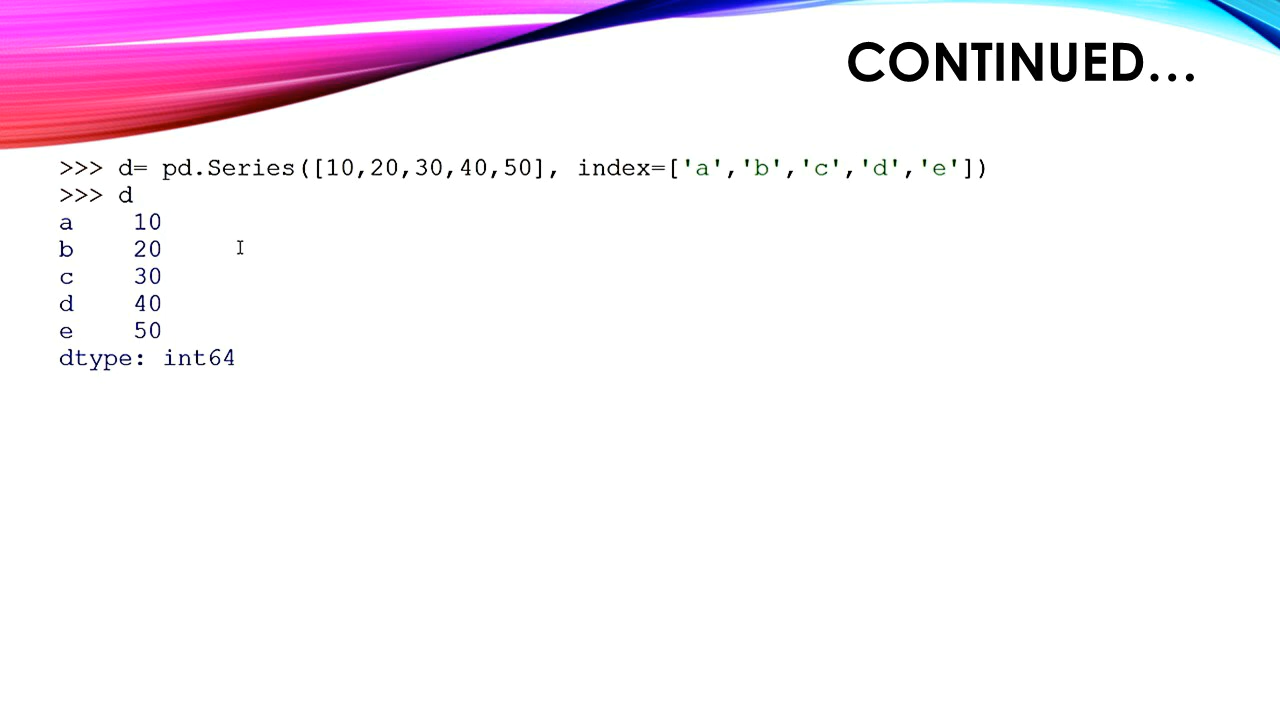 CONTINUED…
>>> d= pd.Series([10,20,30,40,50], index=['a','b','c','d','e'])
>>> d
a    10
b    20
c    30
d    40
e    50
dtype: int64